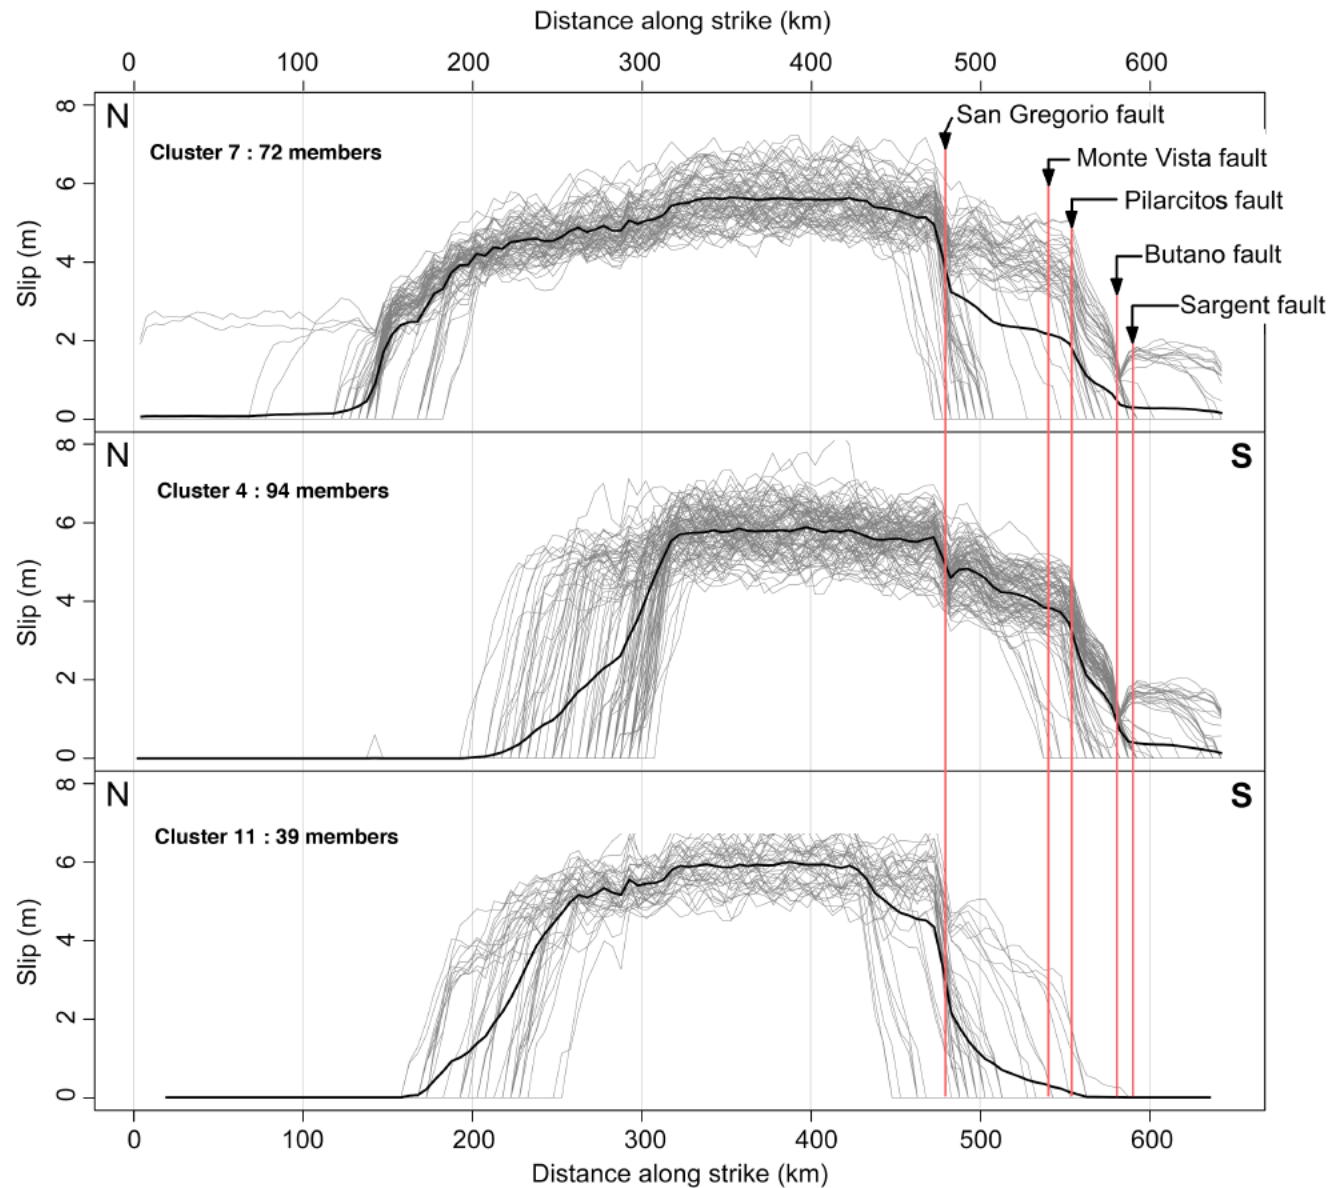 Distance along strike (km)
0 100 200 300 400 500 600
N
Cluster 7 : 72 members
San Gregorio fault
Monte Vista fault
Pilarcitos fault
Butano fault
Sargent fault
Slip (m)
8
6
4
2
0
N
S
Cluster 4 : 94 members
Slip (m)
8
6
4
2
0
N
S
Cluster 11 : 39 members
Slip (m)
8
6
4
2
0
0 100 200 300 400 500 600
Distance along strike (km)